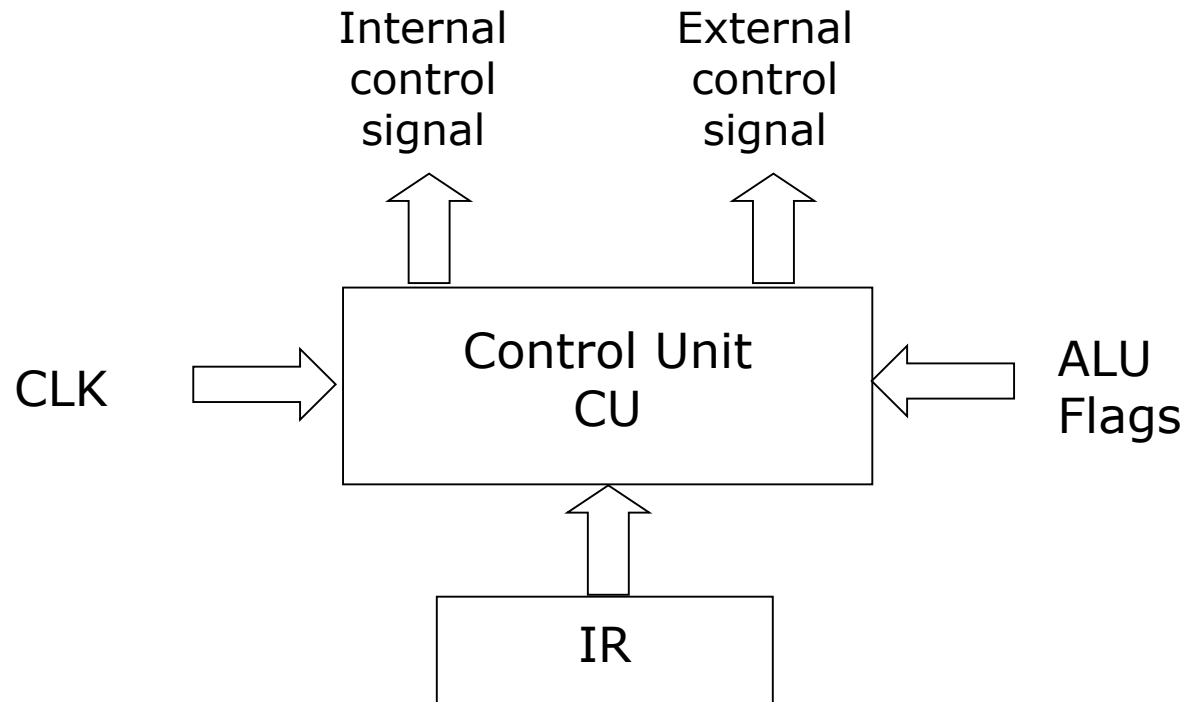 Internal
control
signal
External
control
signal
CLK
Control Unit
CU
ALU
Flags
IR